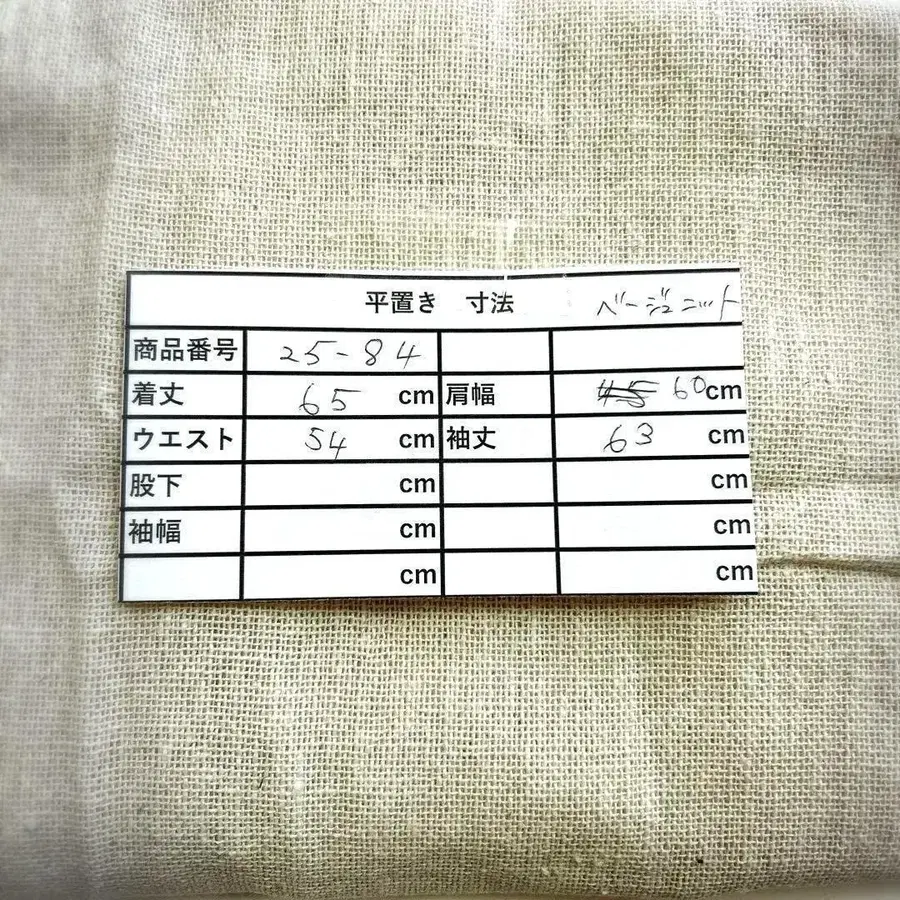 平置き 寸法 ベージュニット
商品番号 25-84
着丈 65 cm 肩幅 60cm
ウエスト 54 cm 袖丈 63 cm
股下 cm cm
袖幅 cm cm
cm cm